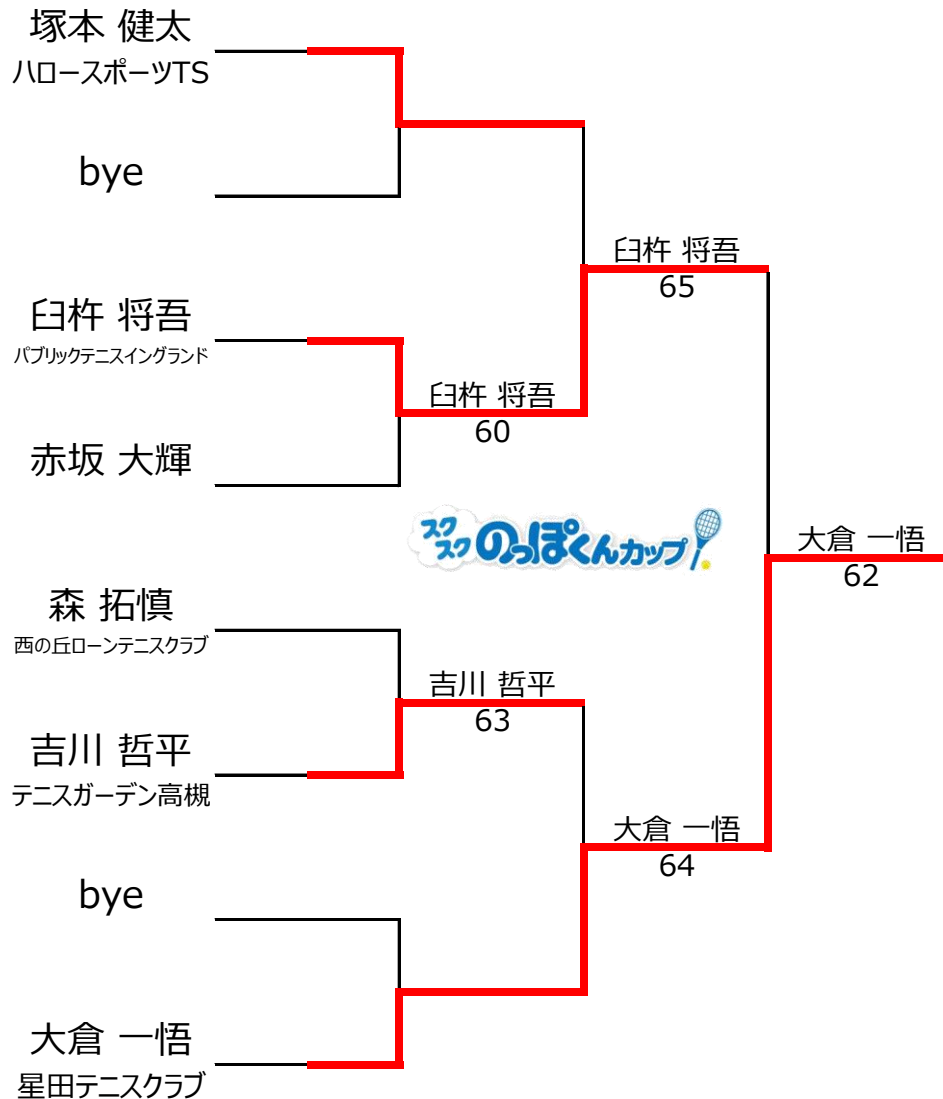 塚本 健太
ハロースポーツTS
bye
臼杵 将吾
65
臼杵 将吾
パブリックテニスイングランド
臼杵 将吾
60
赤坂 大輝
スクスクのっぽくんカップ
大倉 一悟
62
森 拓慎
西の丘ローンテニスクラブ
吉川 哲平
63
吉川 哲平
テニスガーデン高槻
大倉 一悟
64
bye
大倉 一悟
星田テニスクラブ